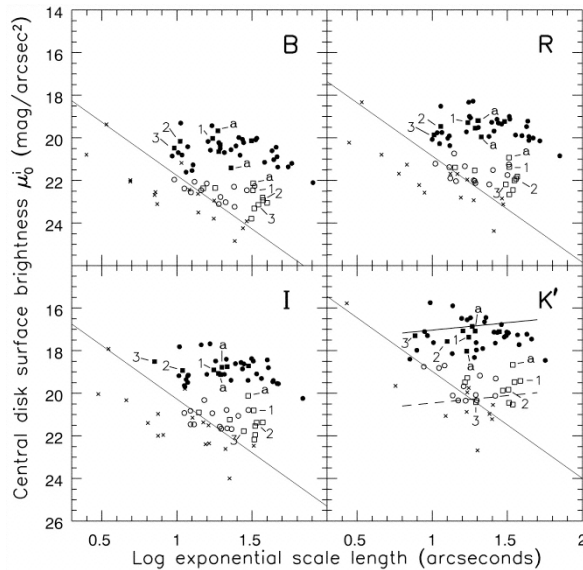 Central disk surface brightness μⁱ₀ (mag/arcsec²)
14
16
18
20
22
24
B
3
2
1
a
a
a
1
2
3
R
3
2
1
a
a
a
1
2
3
16
18
20
22
24
26
I
3
2
1
a
a
a
1
2
3
K′
3
2
1
a
a
a
1
2
3
0.5 1 1.5 0.5 1 1.5 2
Log exponential scale length (arcseconds)